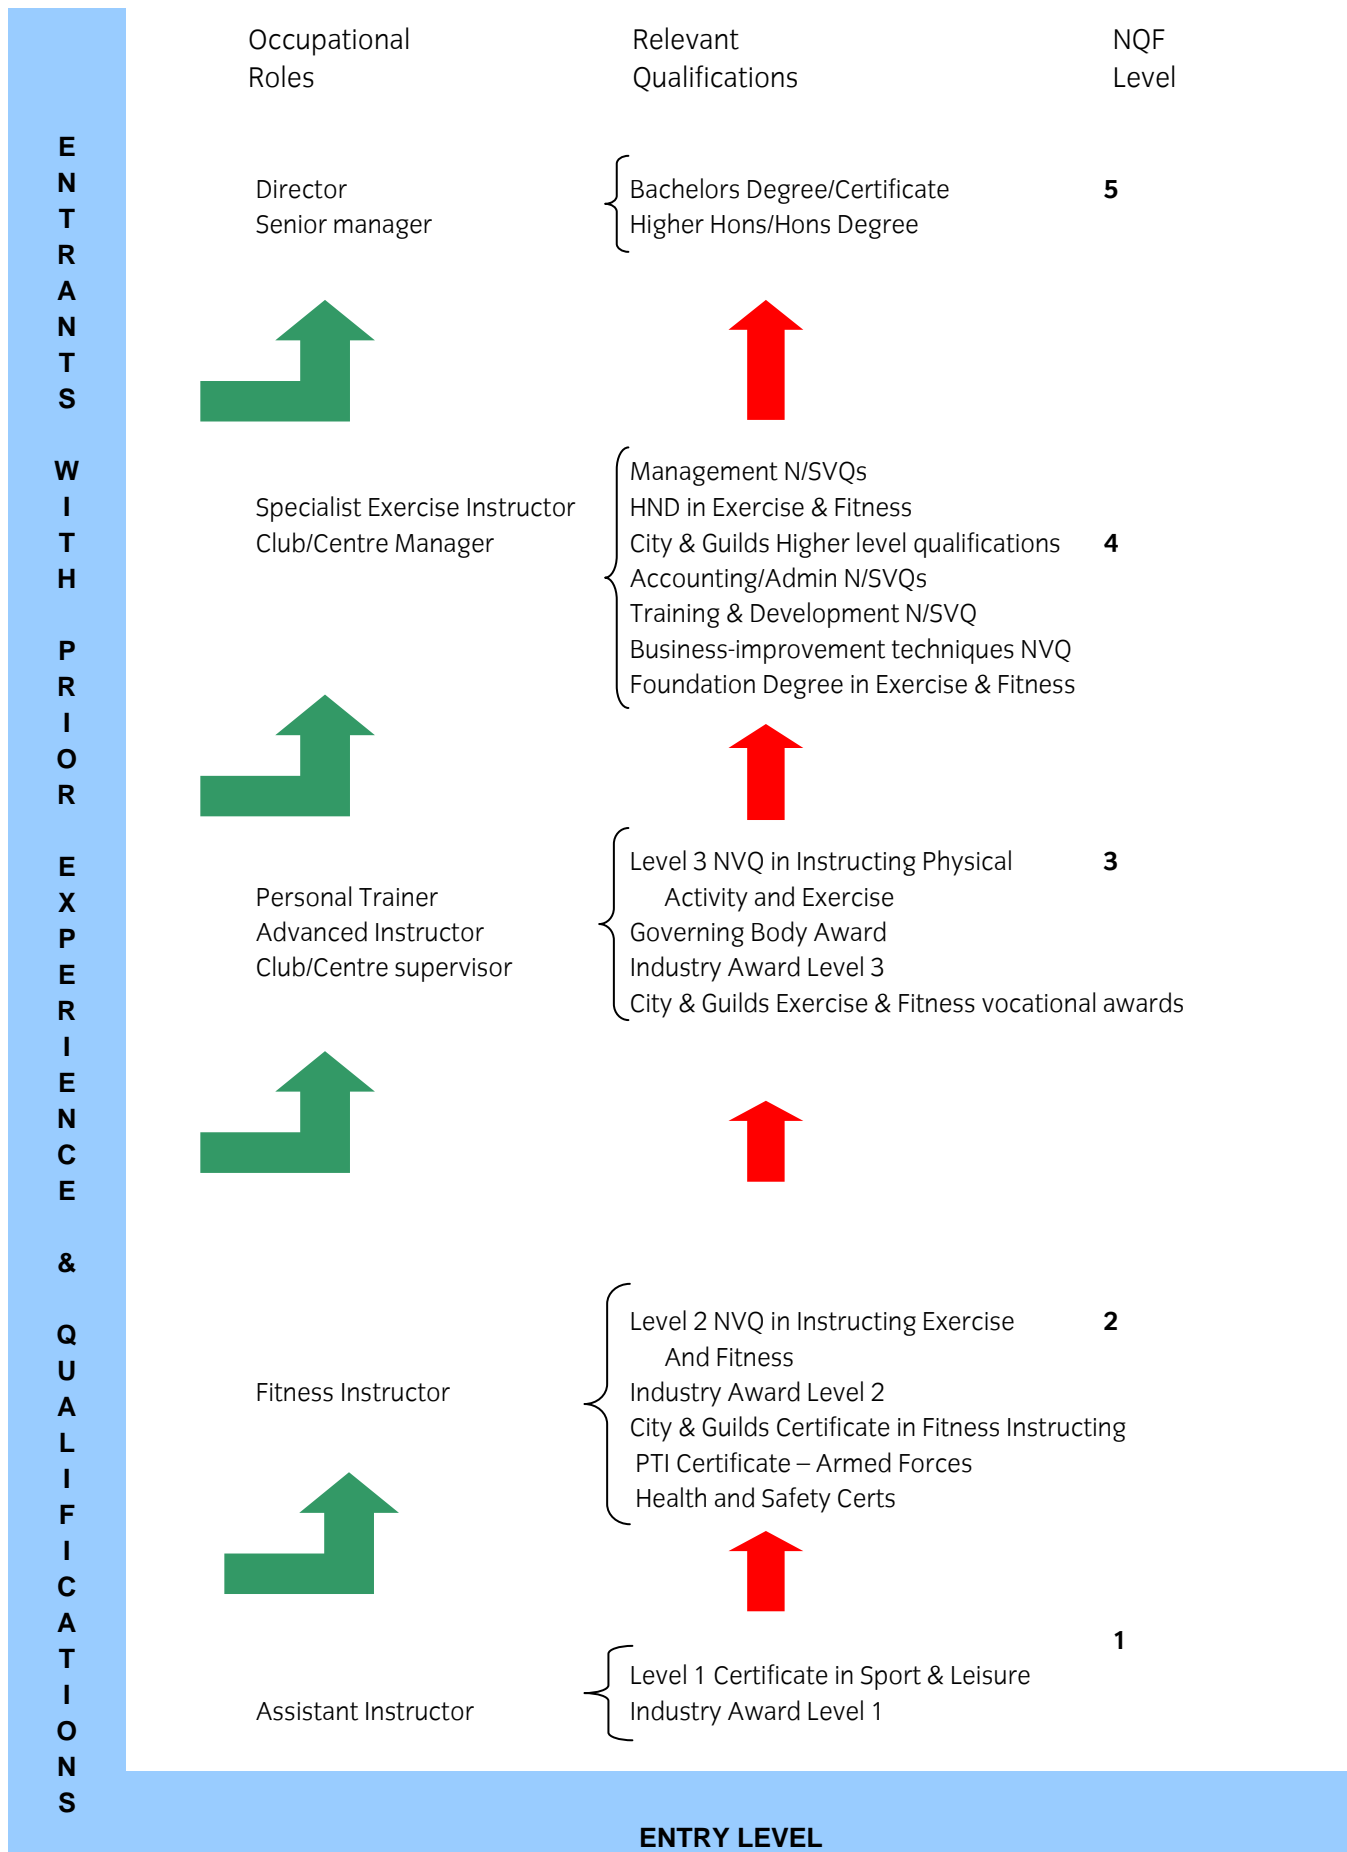 Occupational Roles
Relevant Qualifications
NQF Level
ENTRANTS WITH PRIOR EXPERIENCE & QUALIFICATIONS
Director
Senior manager
Bachelors Degree/Certificate
Higher Hons/Hons Degree
5
Specialist Exercise Instructor
Club/Centre Manager
Management N/SVQs
HND in Exercise & Fitness
City & Guilds Higher level qualifications
Accounting/Admin N/SVQs
Training & Development N/SVQ
Business-improvement techniques NVQ
Foundation Degree in Exercise & Fitness
4
Personal Trainer
Advanced Instructor
Club/Centre supervisor
Level 3 NVQ in Instructing Physical
Activity and Exercise
Governing Body Award
Industry Award Level 3
City & Guilds Exercise & Fitness vocational awards
3
Fitness Instructor
Level 2 NVQ in Instructing Exercise
And Fitness
Industry Award Level 2
City & Guilds Certificate in Fitness Instructing
PTI Certificate – Armed Forces
Health and Safety Certs
2
Assistant Instructor
Level 1 Certificate in Sport & Leisure
Industry Award Level 1
1
ENTRY LEVEL